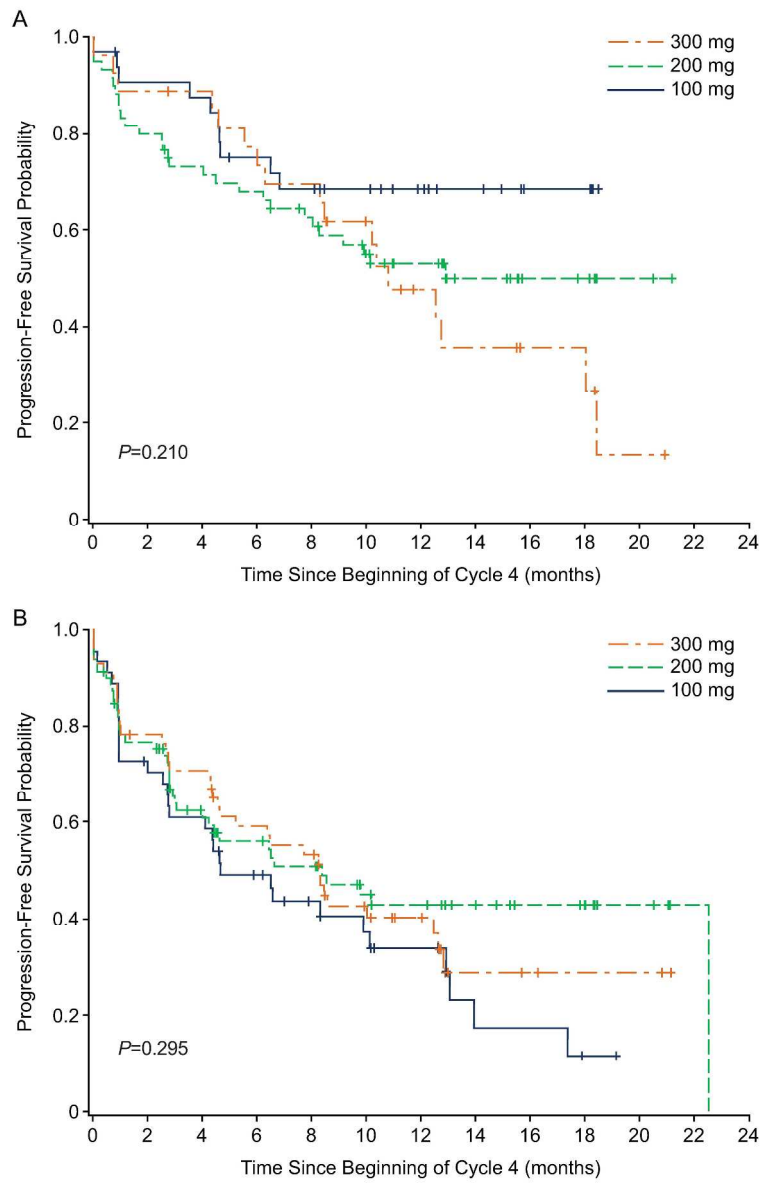 A
1.0
0.8
0.6
0.4
0.2
0
Progression-Free Survival Probability
300 mg
200 mg
100 mg
P=0.210
0 2 4 6 8 10 12 14 16 18 20 22 24
Time Since Beginning of Cycle 4 (months)
B
1.0
0.8
0.6
0.4
0.2
0
Progression-Free Survival Probability
300 mg
200 mg
100 mg
P=0.295
0 2 4 6 8 10 12 14 16 18 20 22 24
Time Since Beginning of Cycle 4 (months)